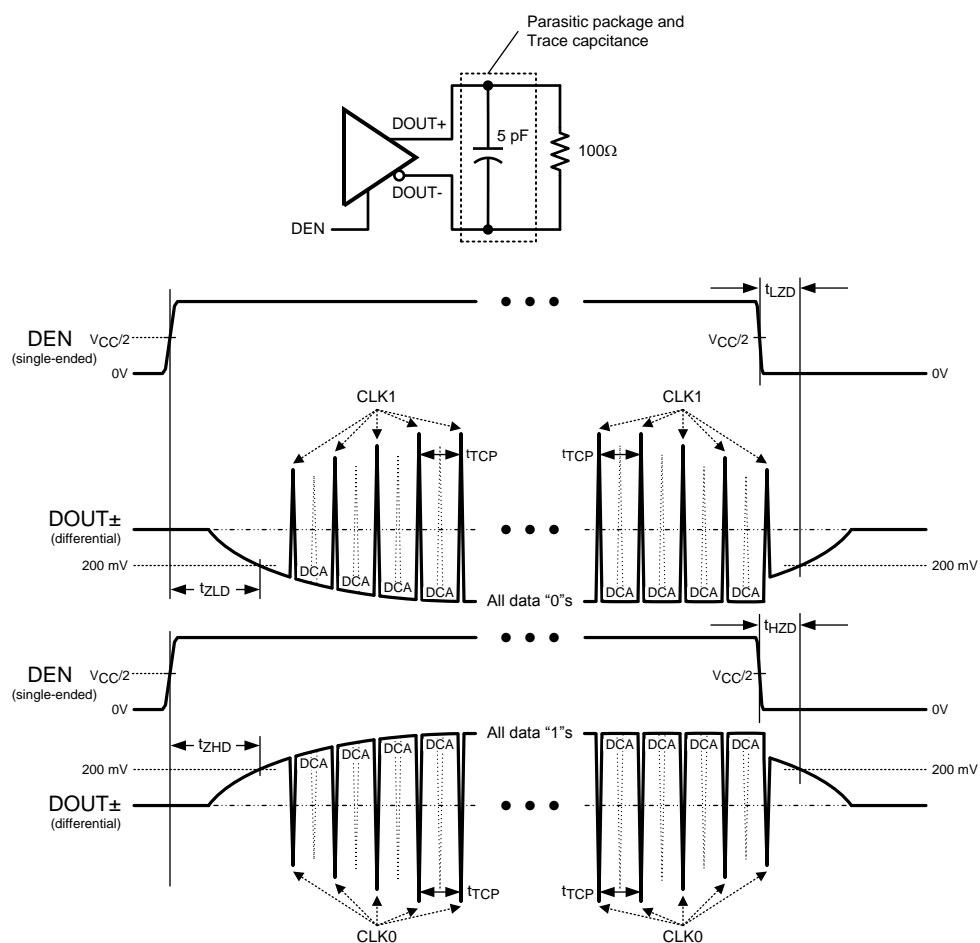 Parasitic package and
Trace capcitance
DOUT+
5 pF
100Ω
DOUT-
DEN
tLZD
DEN
(single-ended)
VCC/2
0V
VCC/2
0V
CLK1
CLK1
tTCP
tTCP
DOUT±
(differential)
200 mV
200 mV
tZLD
DCA
DCA
DCA
DCA
DCA
DCA
DCA
DCA
All data “0”s
tHZD
DEN
(single-ended)
VCC/2
0V
VCC/2
0V
All data “1”s
tZHD
DCA
DCA
DCA
DCA
DCA
DCA
DCA
DCA
200 mV
200 mV
DOUT±
(differential)
tTCP
tTCP
CLK0
CLK0